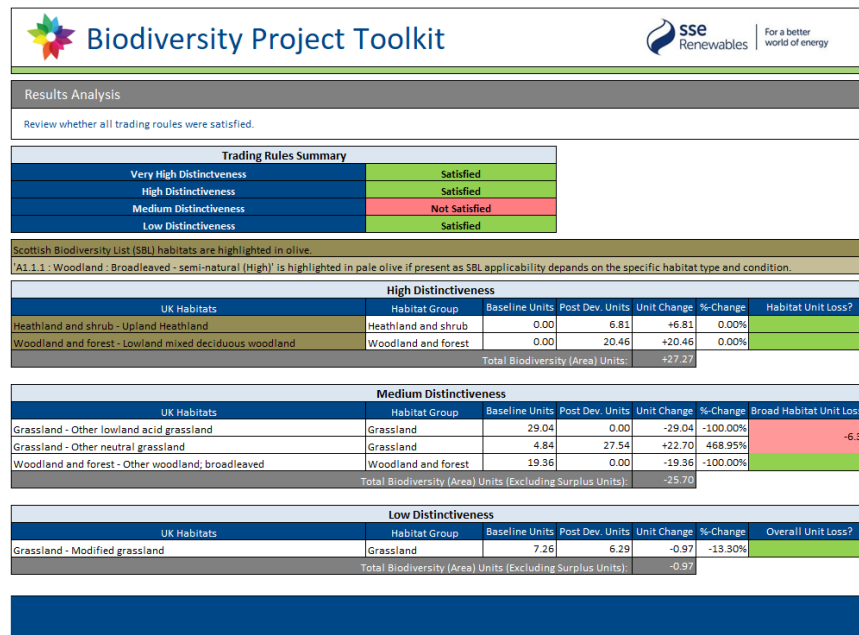 Biodiversity Project Toolkit
sse Renewables
For a better world of energy
Results Analysis
Review whether all trading roules were satisfied.
Trading Rules Summary
Very High Distinctveness Satisfied
High Distinctiveness Satisfied
Medium Distinctiveness Not Satisfied
Low Distinctiveness Satisfied
Scottish Biodiversity List (SBL) habitats are highlighted in olive.
'A1.1.1 : Woodland : Broadleaved - semi-natural (High)' is highlighted in pale olive if present as SBL applicability depends on the specific habitat type and condition.
High Distinctiveness
UK Habitats Habitat Group Baseline Units Post Dev. Units Unit Change %-Change Habitat Unit Loss?
Heathland and shrub - Upland Heathland Heathland and shrub 0.00 6.81 +6.81 0.00%
Woodland and forest - Lowland mixed deciduous woodland Woodland and forest 0.00 20.46 +20.46 0.00%
Total Biodiversity (Area) Units: +27.27
Medium Distinctiveness
UK Habitats Habitat Group Baseline Units Post Dev. Units Unit Change %-Change Broad Habitat Unit Loss
Grassland - Other lowland acid grassland Grassland 29.04 0.00 -29.04 -100.00%
Grassland - Other neutral grassland Grassland 4.84 27.54 +22.70 468.95%
Woodland and forest - Other woodland; broadleaved Woodland and forest 19.36 0.00 -19.36 -100.00%
Total Biodiversity (Area) Units (Excluding Surplus Units): -25.70
Low Distinctiveness
UK Habitats Habitat Group Baseline Units Post Dev. Units Unit Change %-Change Overall Unit Loss?
Grassland - Modified grassland Grassland 7.26 6.29 -0.97 -13.30%
Total Biodiversity (Area) Units (Excluding Surplus Units): -0.97